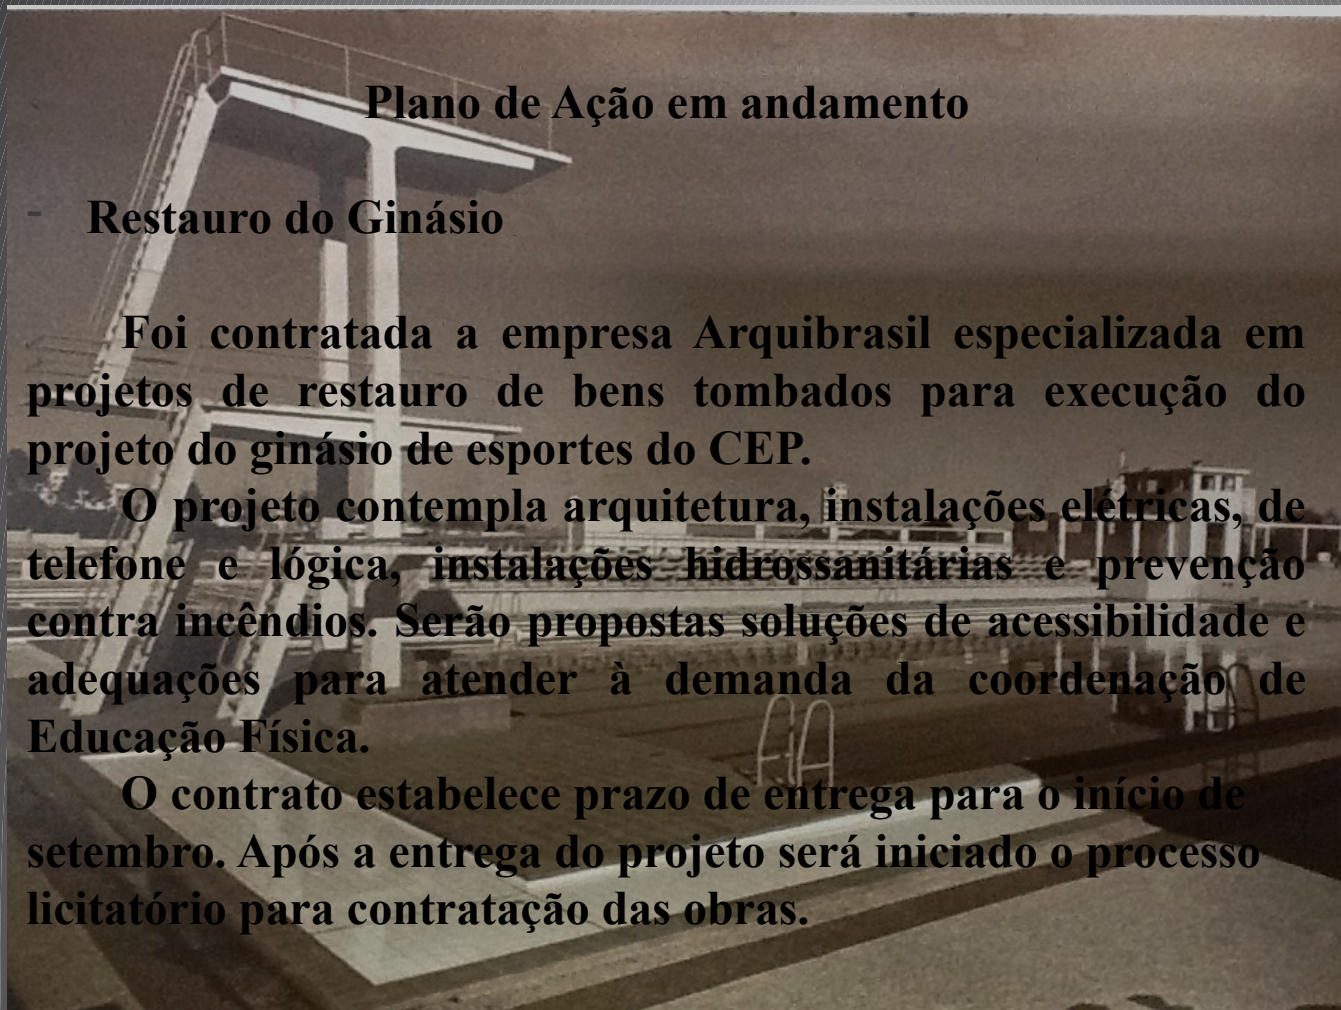 Plano de Ação em andamento
- Restauro do Ginásio
Foi contratada a empresa Arquibrasil especializada em
projetos de restauro de bens tombados para execução do
projeto do ginásio de esportes do CEP.
O projeto contempla arquitetura, instalações elétricas, de
telefone e lógica, instalações hidrossanitárias e prevenção
contra incêndios. Serão propostas soluções de acessibilidade e
adequações para atender à demanda da coordenação de
Educação Física.
O contrato estabelece prazo de entrega para o início de
setembro. Após a entrega do projeto será iniciado o processo
licitatório para contratação das obras.